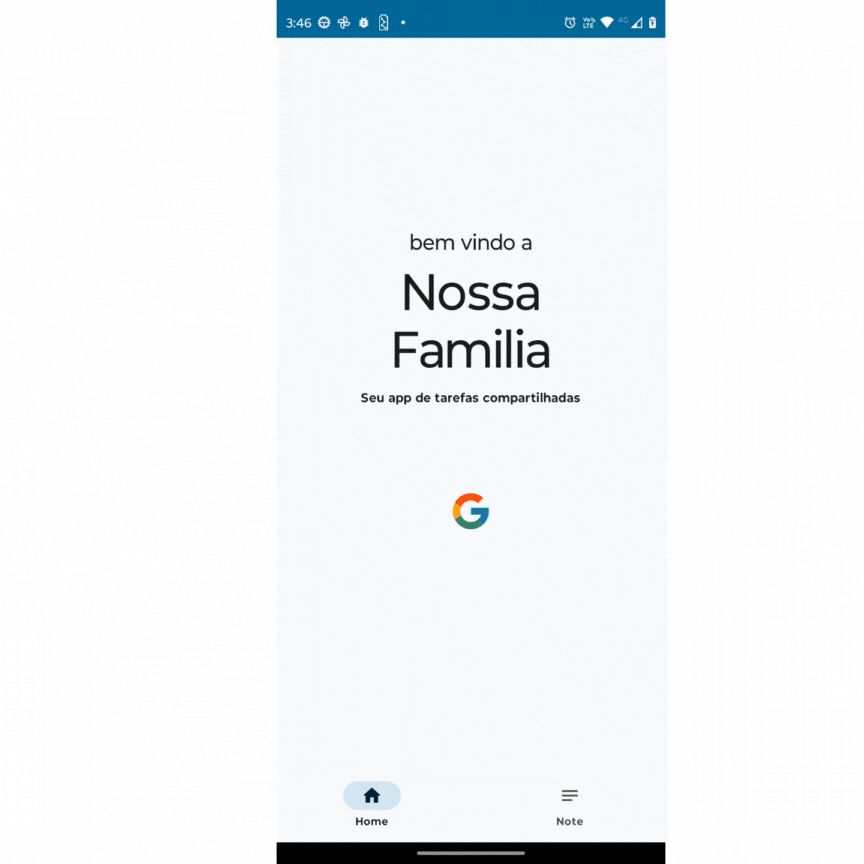 3:46
Vo%
LTE
4G
bem vindo a
Nossa
Familia
Seu app de tarefas compartilhadas
G
Home
Note